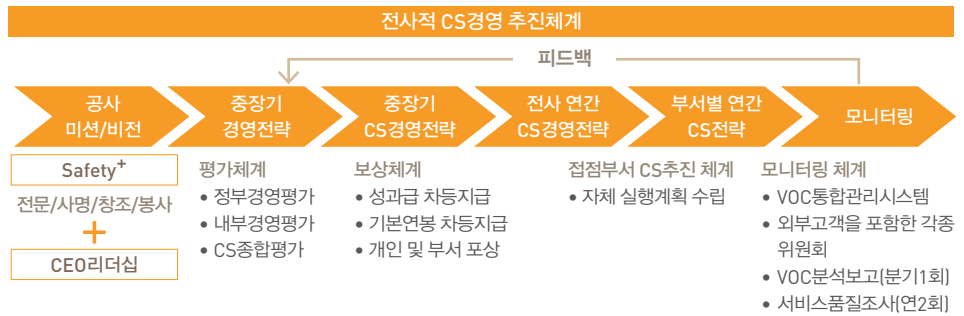 전사적 CS경영 추진체계
피드백
공사
미션/비전
중장기
경영전략
중장기
CS경영전략
전사 연간
CS경영전략
부서별 연간
CS전략
모니터링
Safety+
전문/사명/창조/봉사
+
CEO리더십
평가체계
• 정부경영평가
• 내부경영평가
• CS종합평가
보상체계
• 성과급 차등지급
• 기본연봉 차등지급
• 개인 및 부서 포상
접점부서 CS추진 체계
• 자체 실행계획 수립
모니터링 체계
• VOC통합관리시스템
• 외부고객을 포함한 각종
위원회
• VOC분석보고(분기1회)
• 서비스품질조사(연2회)